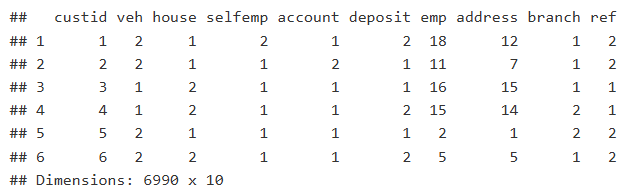 ##   custid veh house selfemp account deposit emp address branch ref
## 1      1   2     1       2       1       2  18      12      1   2
## 2      2   2     1       1       2       1  11       7      1   2
## 3      3   1     2       1       1       1  16      15      1   1
## 4      4   1     2       1       1       2  15      14      2   1
## 5      5   2     1       1       1       1   2       1      2   2
## 6      6   2     2       1       1       2   5       5      1   2
## Dimensions: 6990 x 10